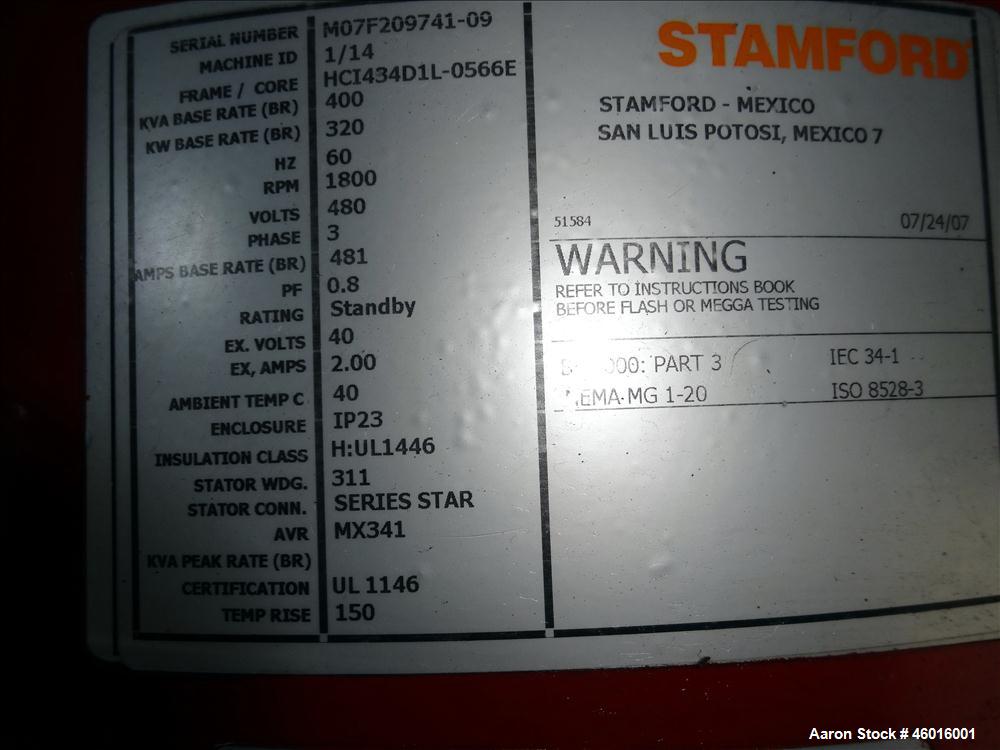 SERIAL NUMBER M07F209741-09
MACHINE ID 1/14
FRAME / CORE HCI434D1L-0566E
KVA BASE RATE (BR) 400
KW BASE RATE (BR) 320
HZ 60
RPM 1800
VOLTS 480
PHASE 3
AMPS BASE RATE (BR) 481
PF 0.8
RATING Standby
EX. VOLTS 40
EX, AMPS 2.00
AMBIENT TEMP C 40
ENCLOSURE IP23
INSULATION CLASS H:UL1446
STATOR WDG. 311
STATOR CONN. SERIES STAR
AVR MX341
KVA PEAK RATE (BR)
CERTIFICATION UL 1146
TEMP RISE 150
STAMFORD
STAMFORD - MEXICO
SAN LUIS POTOSI, MEXICO 7
51584 07/24/07
WARNING
REFER TO INSTRUCTIONS BOOK
BEFORE FLASH OR MEGGA TESTING
PART 3 IEC 34-1
MG 1-20 ISO 8528-3
Aaron Stock # 46016001